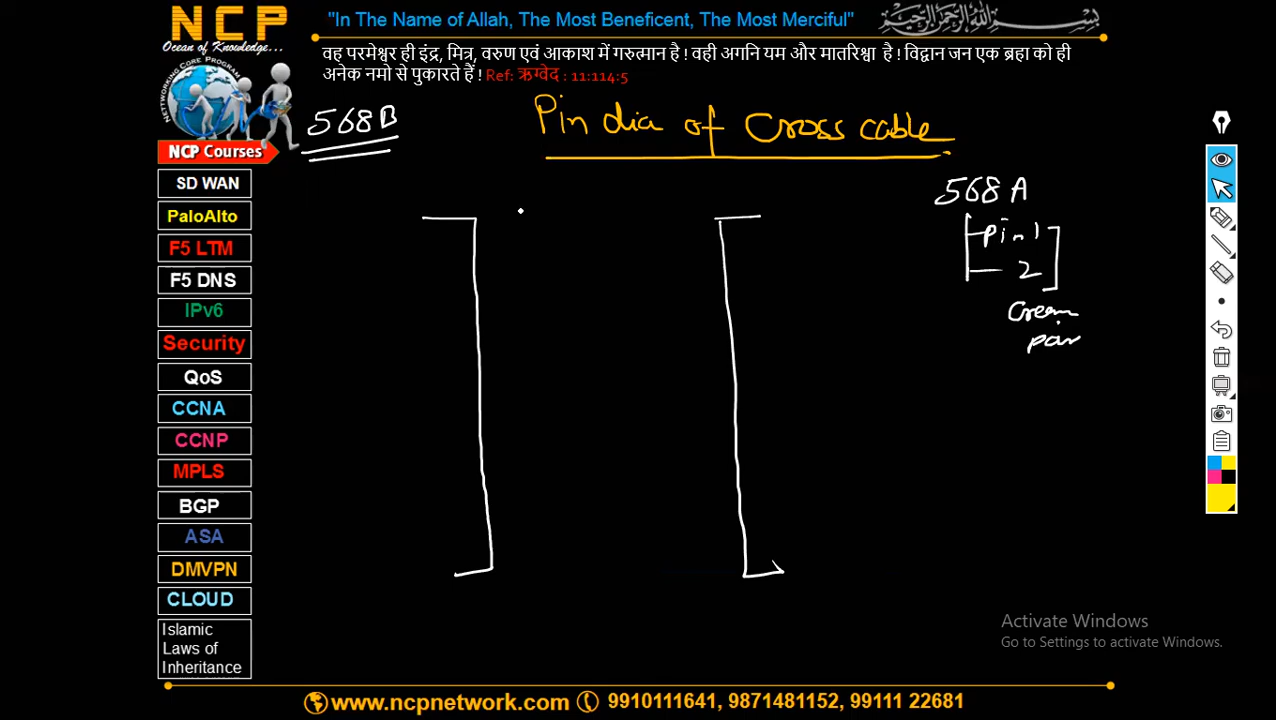 NCP
Ocean of Knowledge...
NETWORKING CORE PROGRAM
NCP Courses
"In The Name of Allah, The Most Beneficent, The Most Merciful"
वह परमेश्वर ही इंद्र, मित्र, वरुण एवं आकाश में गरुत्मान है ! वही अगनि यम और मातरिश्वा है ! विद्वान जन एक ब्रहा को ही
अनेक नमो से पुकारते हैं ! Ref: ऋग्वेद : 11:114:5
568B
Pin dia of Cross cable
SD WAN
PaloAlto
F5 LTM
F5 DNS
IPv6
Security
QoS
CCNA
CCNP
MPLS
BGP
ASA
DMVPN
CLOUD
Islamic
Laws of
Inheritance
568 A
Pin 1
2
pair
Activate Windows
Go to Settings to activate Windows.
www.ncpnetwork.com 9910111641, 9871481152, 99111 22681